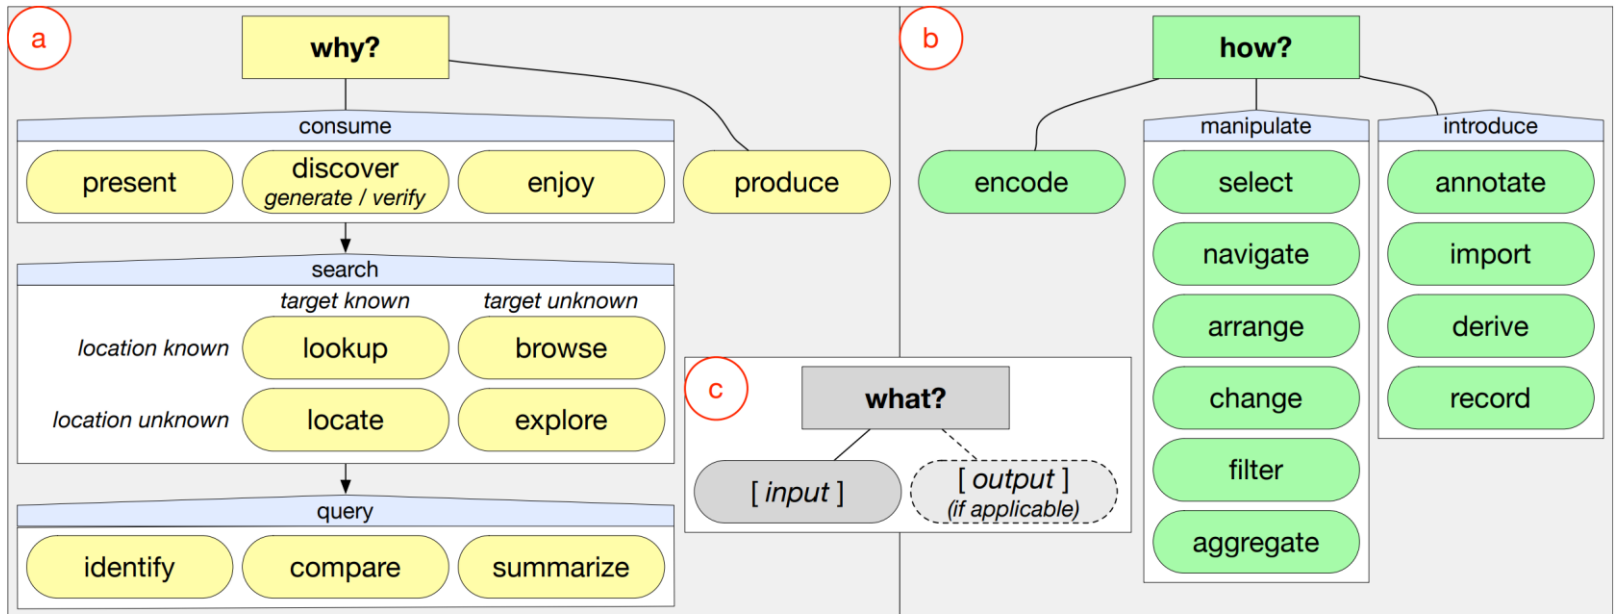 a
why?
consume
present
discover
generate / verify
enjoy
produce
search
target known
target unknown
location known
lookup
browse
location unknown
locate
explore
query
identify
compare
summarize
b
how?
encode
manipulate
select
navigate
arrange
change
filter
aggregate
introduce
annotate
import
derive
record
c
what?
[ input ]
[ output ]
(if applicable)